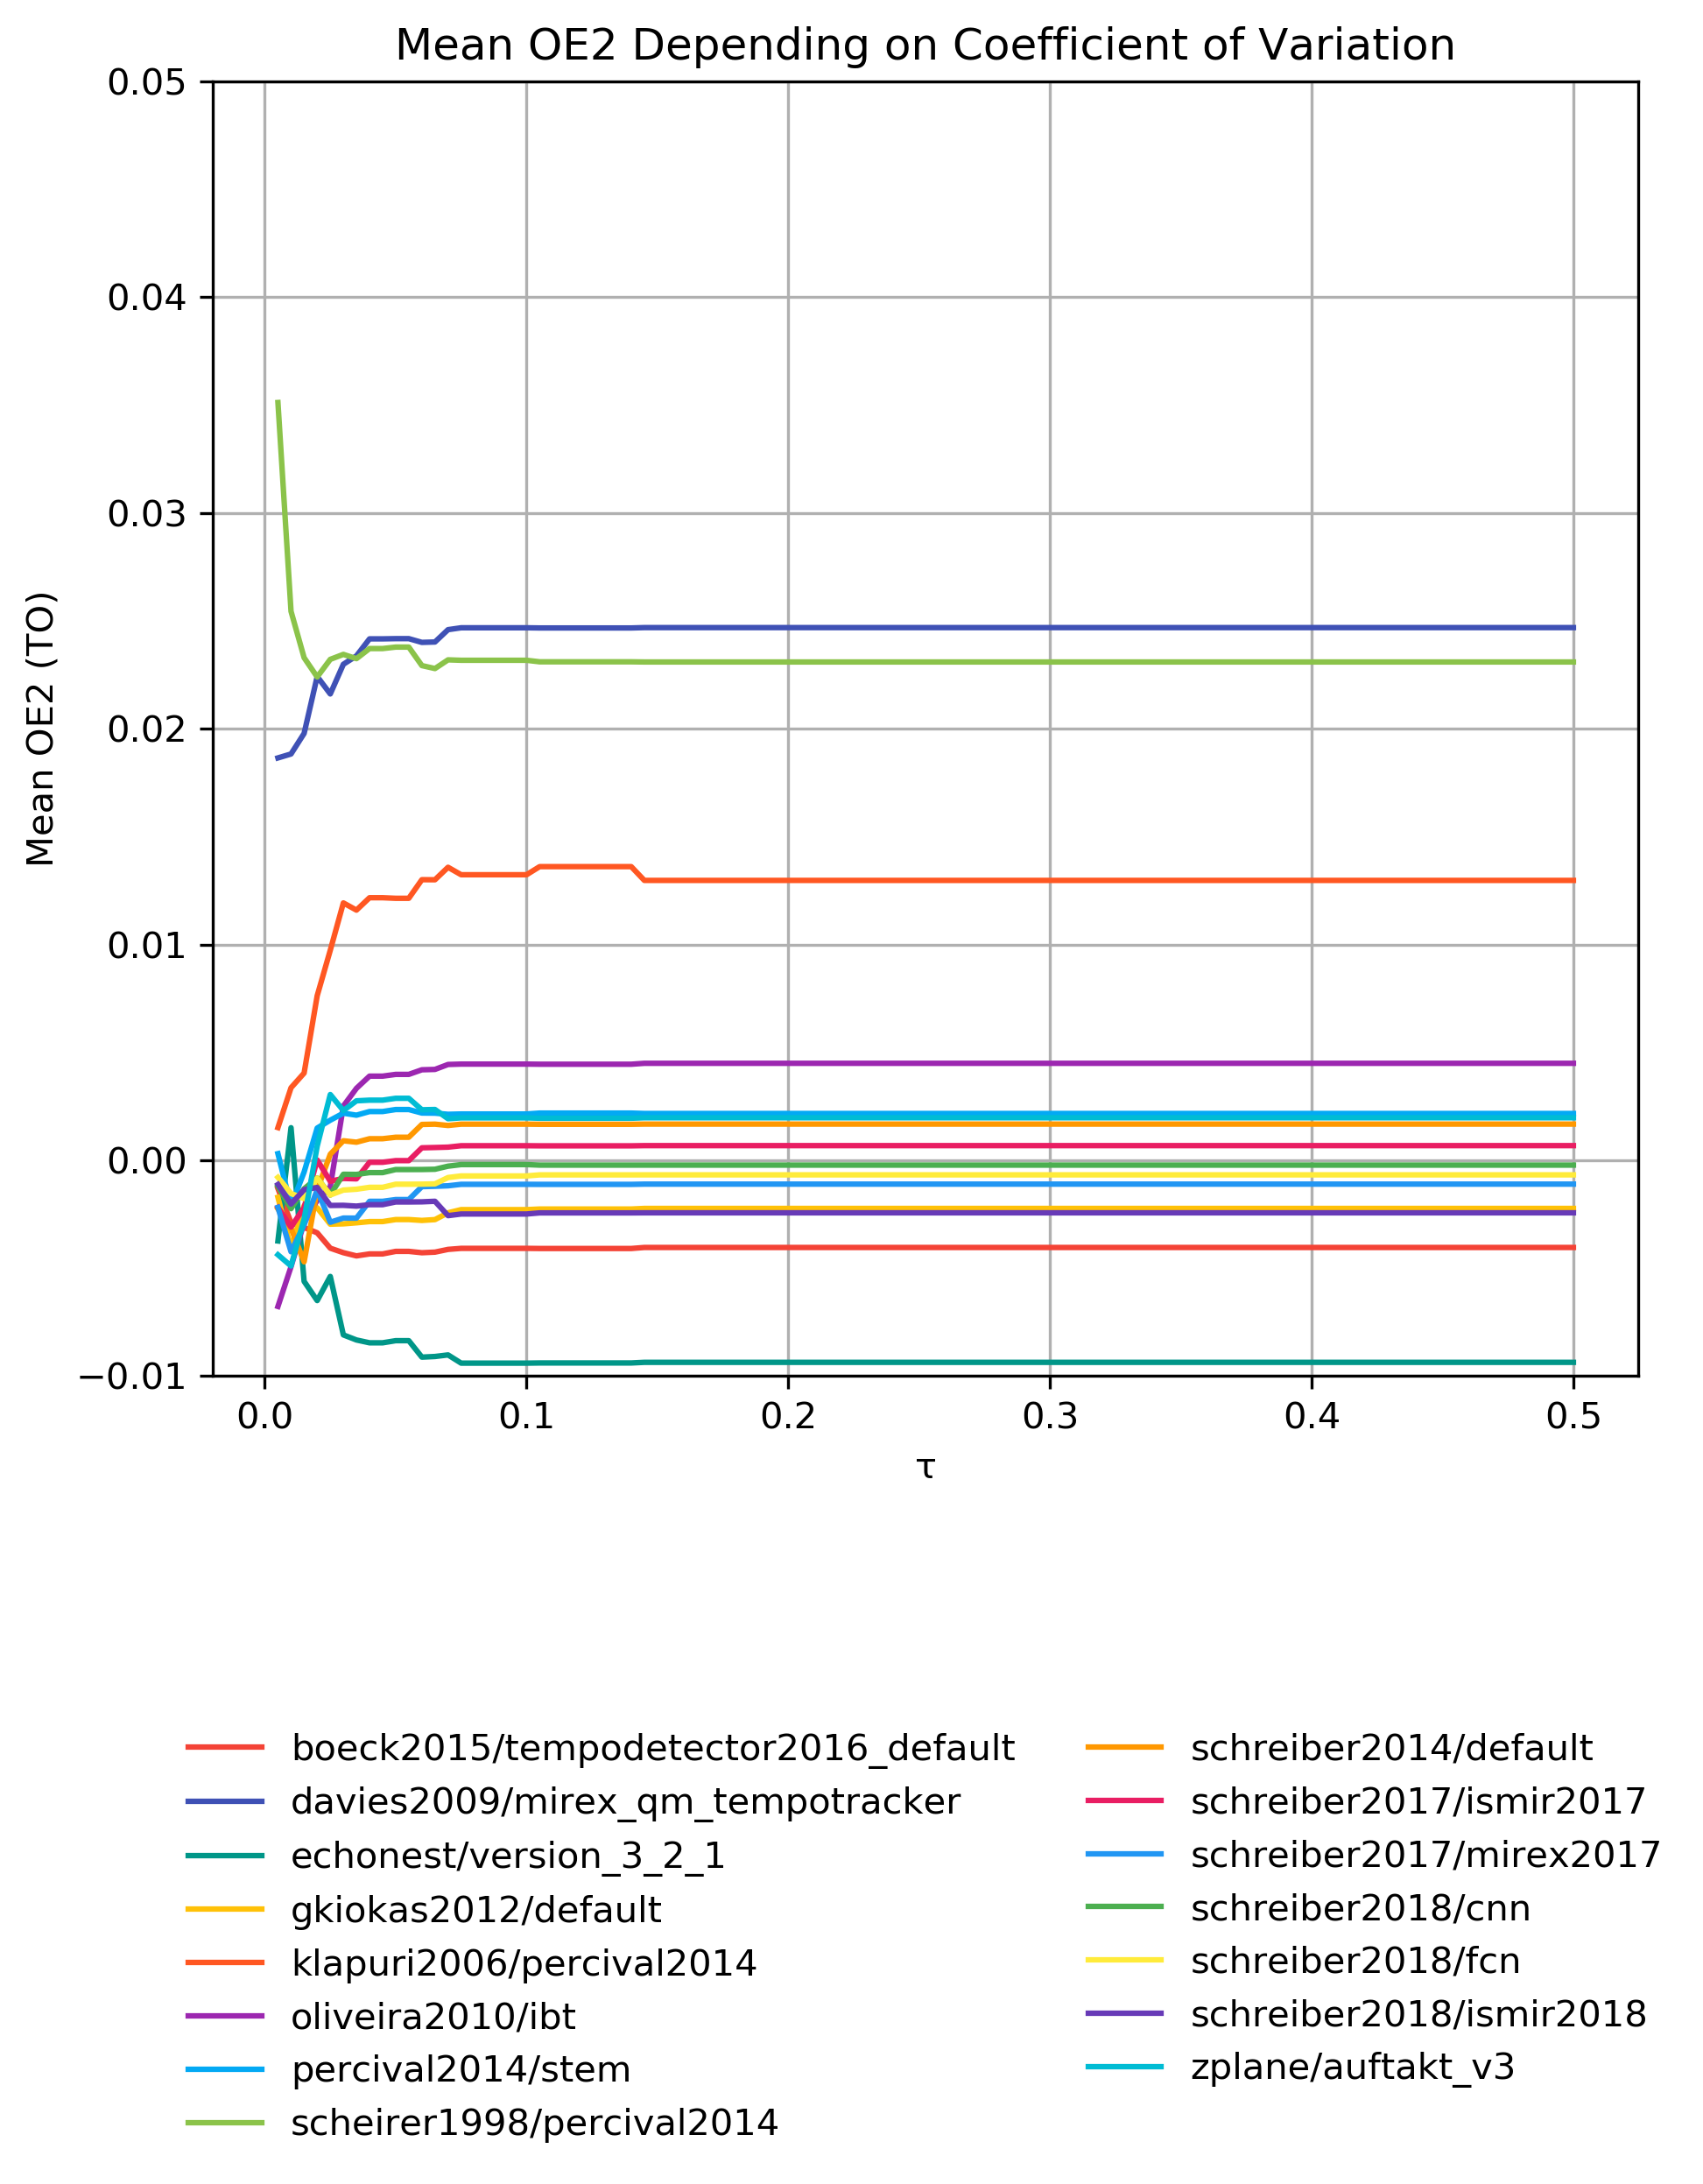 Mean OE2 Depending on Coefficient of Variation
0.05
0.04
0.03
0.02
0.01
0.00
−0.01
Mean OE2 (TO)
0.0 0.1 0.2 0.3 0.4 0.5
τ
boeck2015/tempodetector2016_default
davies2009/mirex_qm_tempotracker
echonest/version_3_2_1
gkiokas2012/default
klapuri2006/percival2014
oliveira2010/ibt
percival2014/stem
scheirer1998/percival2014
schreiber2014/default
schreiber2017/ismir2017
schreiber2017/mirex2017
schreiber2018/cnn
schreiber2018/fcn
schreiber2018/ismir2018
zplane/auftakt_v3